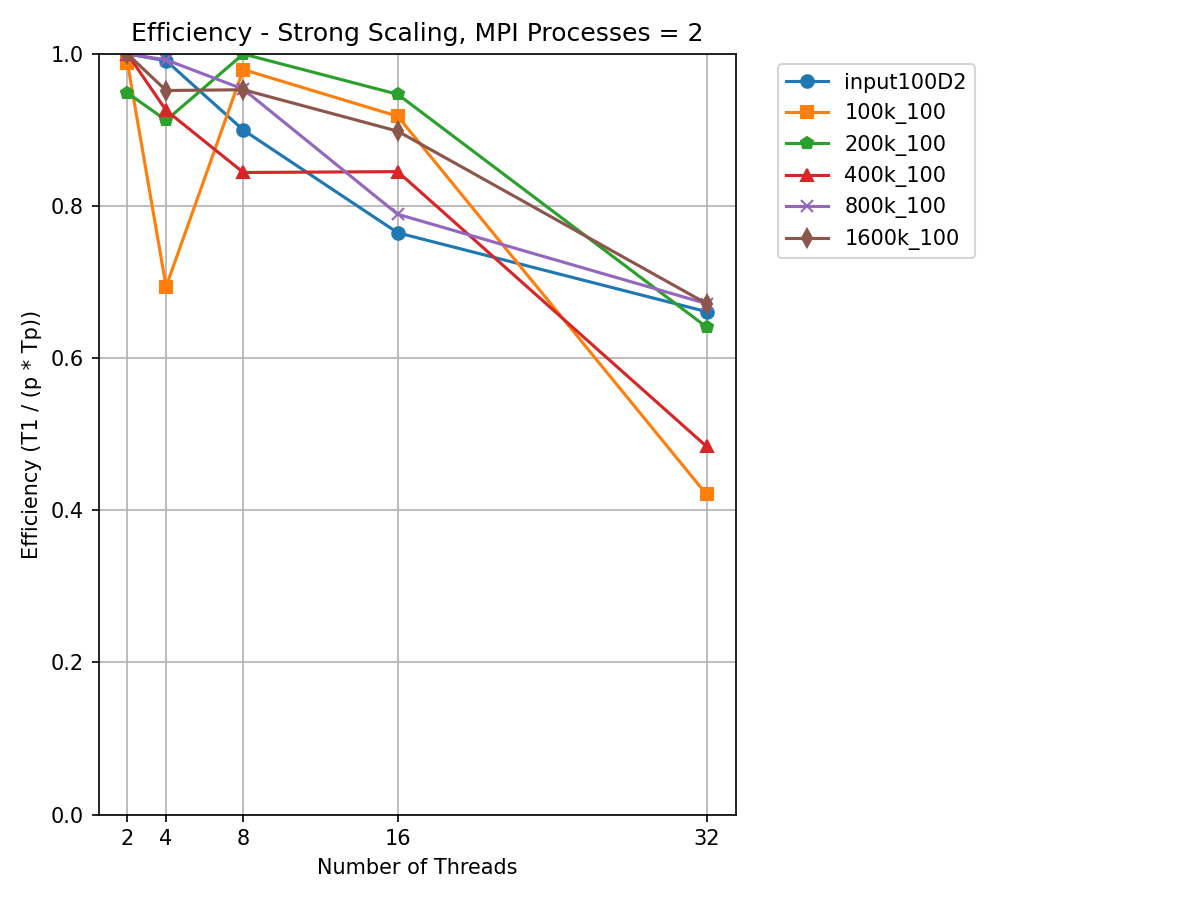 Efficiency - Strong Scaling, MPI Processes = 2
Efficiency (T1 / (p * Tp))
1.0
0.8
0.6
0.4
0.2
0.0
2 4 8 16 32
Number of Threads
input100D2
100k_100
200k_100
400k_100
800k_100
1600k_100